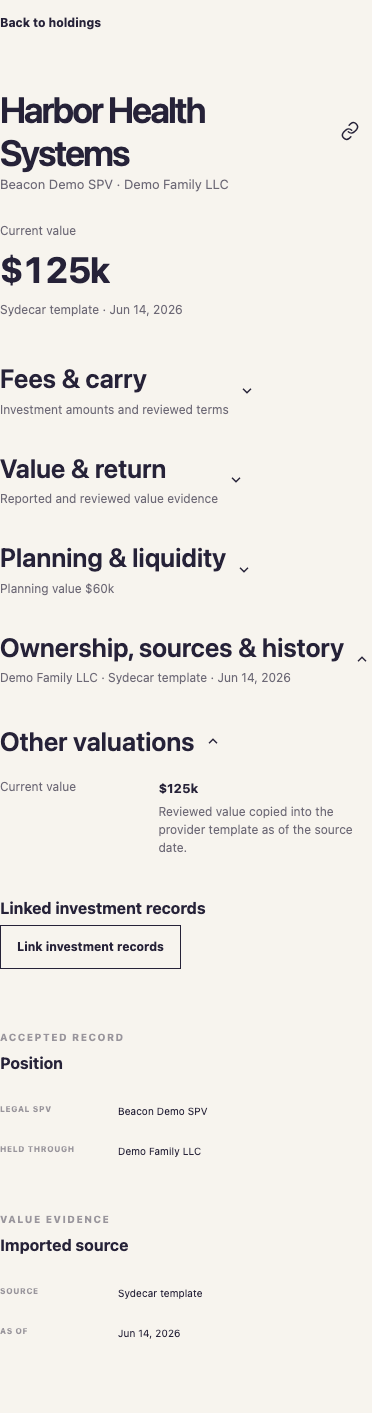 Back to holdings
Harbor Health
Systems
Beacon Demo SPV · Demo Family LLC
Current value
$125k
Sydecar template · Jun 14, 2026
Fees & carry
Investment amounts and reviewed terms
Value & return
Reported and reviewed value evidence
Planning & liquidity
Planning value $60k
Ownership, sources & history
Demo Family LLC · Sydecar template · Jun 14, 2026
Other valuations
Current value
$125k
Reviewed value copied into the
provider template as of the source
date.
Linked investment records
Link investment records
ACCEPTED RECORD
Position
LEGAL SPV
Beacon Demo SPV
HELD THROUGH
Demo Family LLC
VALUE EVIDENCE
Imported source
SOURCE
Sydecar template
AS OF
Jun 14, 2026